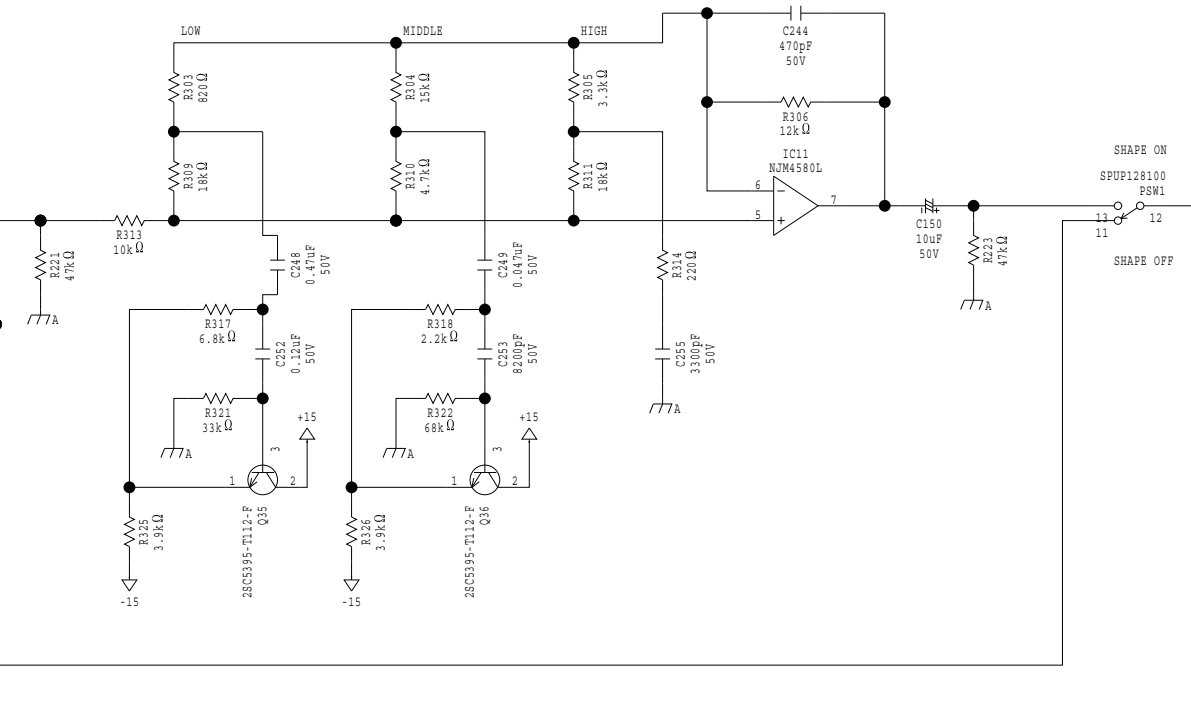 LOW
MIDDLE
HIGH
C244
470pF
50V
R303
820Ω
R304
15kΩ
R305
3.3kΩ
R306
12kΩ
IC11
NJM4580L
6
5
7
R309
18kΩ
R310
4.7kΩ
R311
18kΩ
SHAPE ON
SPUP128100
PSW1
13
11
12
SHAPE OFF
C150
10uF
50V
R223
47kΩ
A
R313
10kΩ
R221
47kΩ
A
C248
0.47uF
50V
C249
0.047uF
50V
R314
220Ω
R317
6.8kΩ
R318
2.2kΩ
C252
0.12uF
50V
C253
8200pF
50V
C255
3300pF
50V
A
R321
33kΩ
A
+15
R322
68kΩ
A
+15
3
1
2
3
1
2
R325
3.9kΩ
-15
2SC5395-T112-F
Q35
R326
3.9kΩ
-15
2SC5395-T112-F
Q36